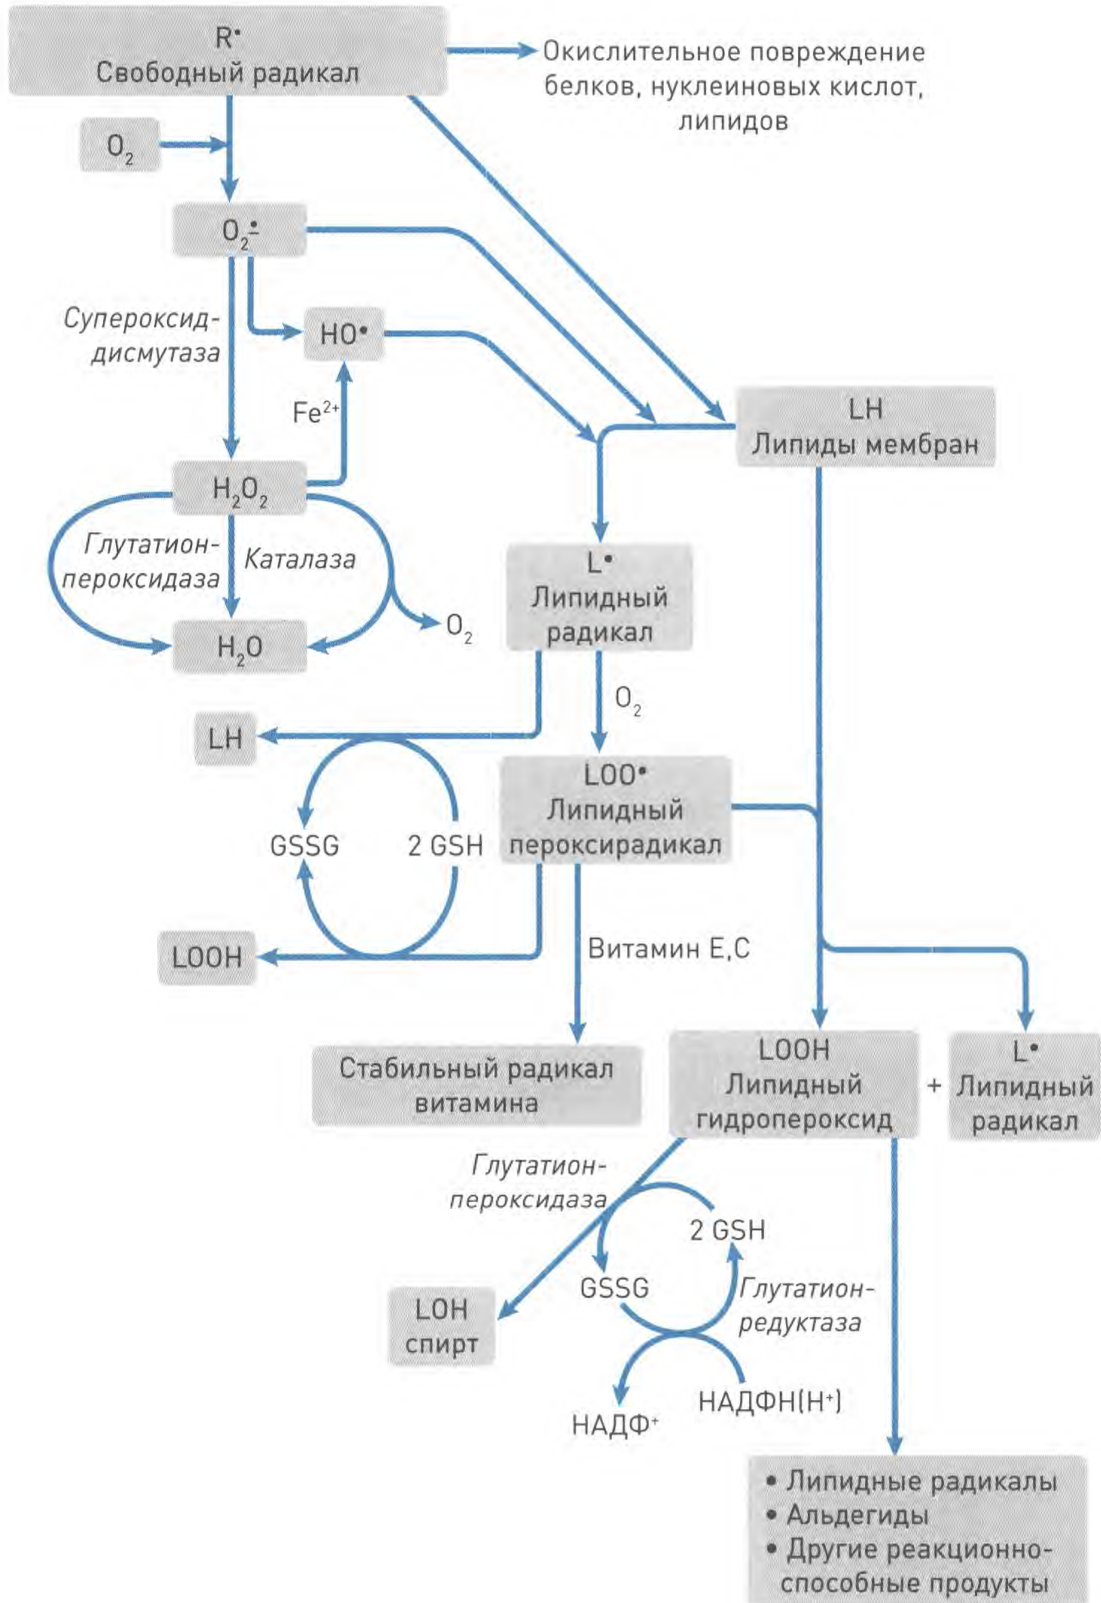 R•
Свободный радикал
Окислительное повреждение
белков, нуклеиновых кислот,
липидов
O₂
O₂•̲
Супероксид-
дисмутаза
HO•
Fe²⁺
LH
Липиды мембран
H₂O₂
Глутатион-
пероксидаза
Каталаза
O₂
H₂O
L•
Липидный
радикал
O₂
LH
LOO•
Липидный
пероксирадикал
GSSG
2 GSH
LOOH
Витамин Е,С
Стабильный радикал
витамина
LOOH
Липидный
гидропероксид
+
L•
Липидный
радикал
Глутатион-
пероксидаза
2 GSH
GSSG
Глутатион-
редуктаза
LOH
спирт
НАДФ⁺
НАДФН(Н⁺)
• Липидные радикалы
• Альдегиды
• Другие реакционно-
способные продукты